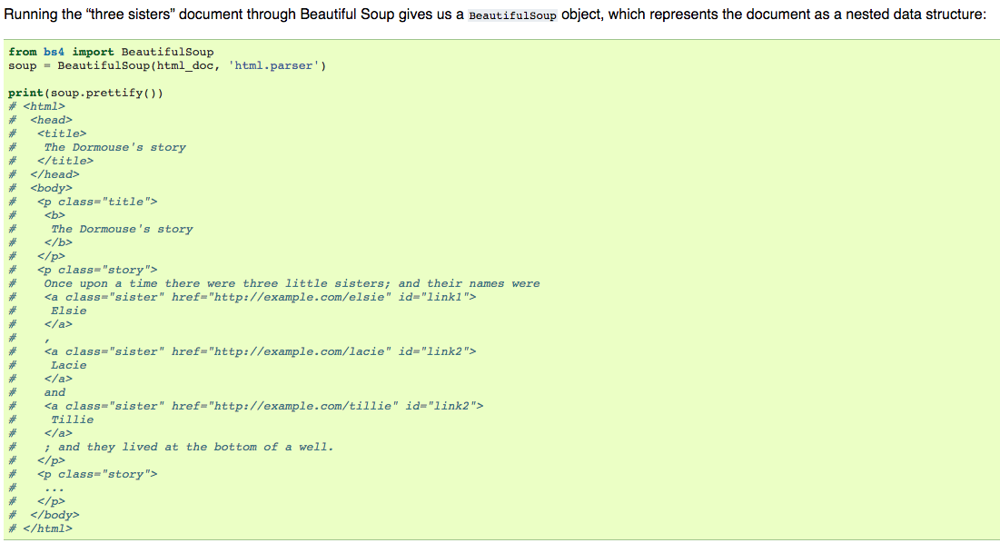 Running the “three sisters” document through Beautiful Soup gives us a BeautifulSoup object, which represents the document as a nested data structure:
from bs4 import BeautifulSoup
soup = BeautifulSoup(html_doc, 'html.parser')

print(soup.prettify())
# <html>
#  <head>
#   <title>
#    The Dormouse's story
#   </title>
#  </head>
#  <body>
#   <p class="title">
#    <b>
#     The Dormouse's story
#    </b>
#   </p>
#   <p class="story">
#    Once upon a time there were three little sisters; and their names were
#    <a class="sister" href="http://example.com/elsie" id="link1">
#     Elsie
#    </a>
#    ,
#    <a class="sister" href="http://example.com/lacie" id="link2">
#     Lacie
#    </a>
#    and
#    <a class="sister" href="http://example.com/tillie" id="link2">
#     Tillie
#    </a>
#    ; and they lived at the bottom of a well.
#   </p>
#   <p class="story">
#    ...
#   </p>
#  </body>
# </html>